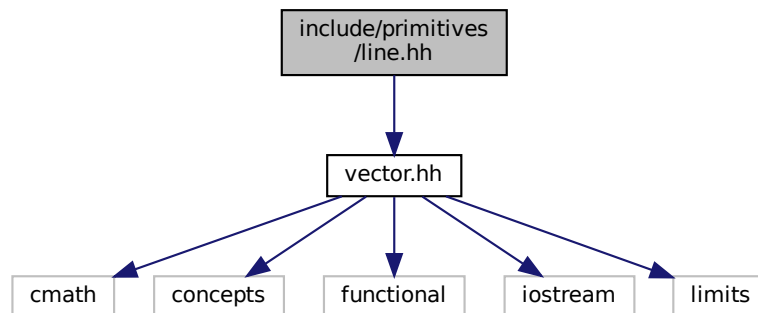 include/primitives
/line.hh
vector.hh
cmath
concepts
functional
iostream
limits